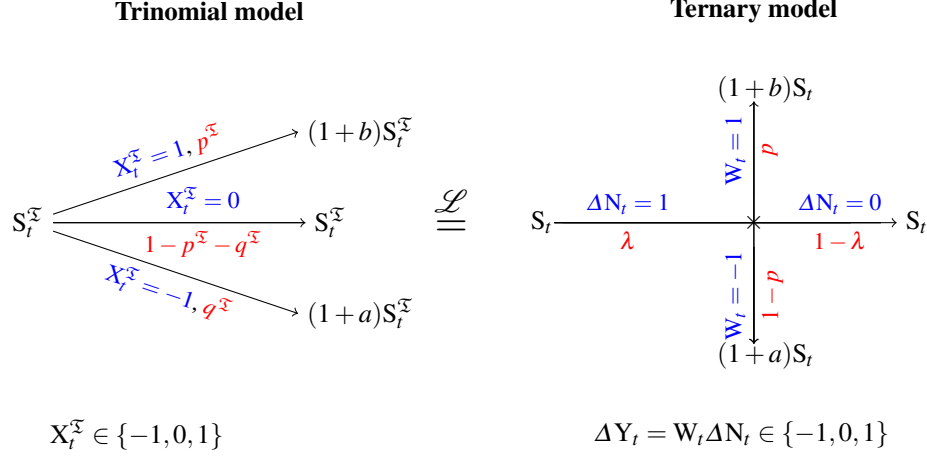 Trinomial model
Ternary model
(1+b)S_t^𝔗
X_t^𝔗 = 1, p^𝔗
X_t^𝔗 = 0
S_t^𝔗
S_t^𝔗
1−p^𝔗−q^𝔗
X_t^𝔗 = −1, q^𝔗
(1+a)S_t^𝔗
ℒ
=
(1+b)S_t
W_t = 1
p
S_t
ΔN_t = 1
ΔN_t = 0
S_t
λ
1−λ
W_t = −1
1−p
(1+a)S_t
X_t^𝔗 ∈ {−1,0,1}
ΔY_t = W_tΔN_t ∈ {−1,0,1}